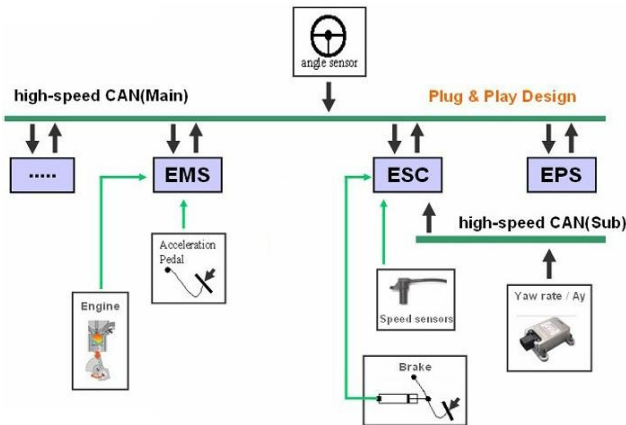 angle sensor
high-speed CAN(Main)
Plug & Play Design
.....
EMS
ESC
EPS
high-speed CAN(Sub)
Acceleration
Pedal
Engine
Speed sensors
Yaw rate / Ay
Brake